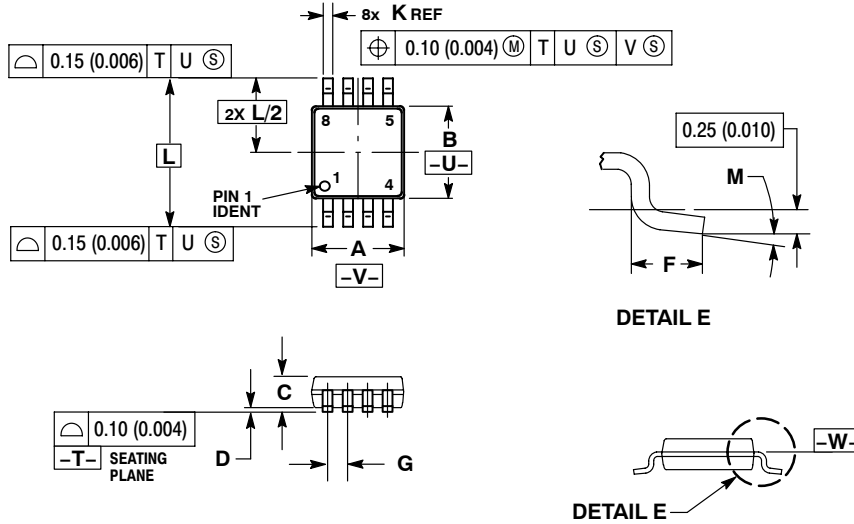 8x K REF
⌖ 0.10 (0.004) Ⓜ T U Ⓢ V Ⓢ
⌓ 0.15 (0.006) T U Ⓢ
2X L/2
8 5
B
–U–
0.25 (0.010)
L
M
PIN 1
IDENT
1 4
⌓ 0.15 (0.006) T U Ⓢ
A
–V–
F
DETAIL E
C
⌓ 0.10 (0.004)
–T– SEATING
PLANE
D
G
–W–
DETAIL E